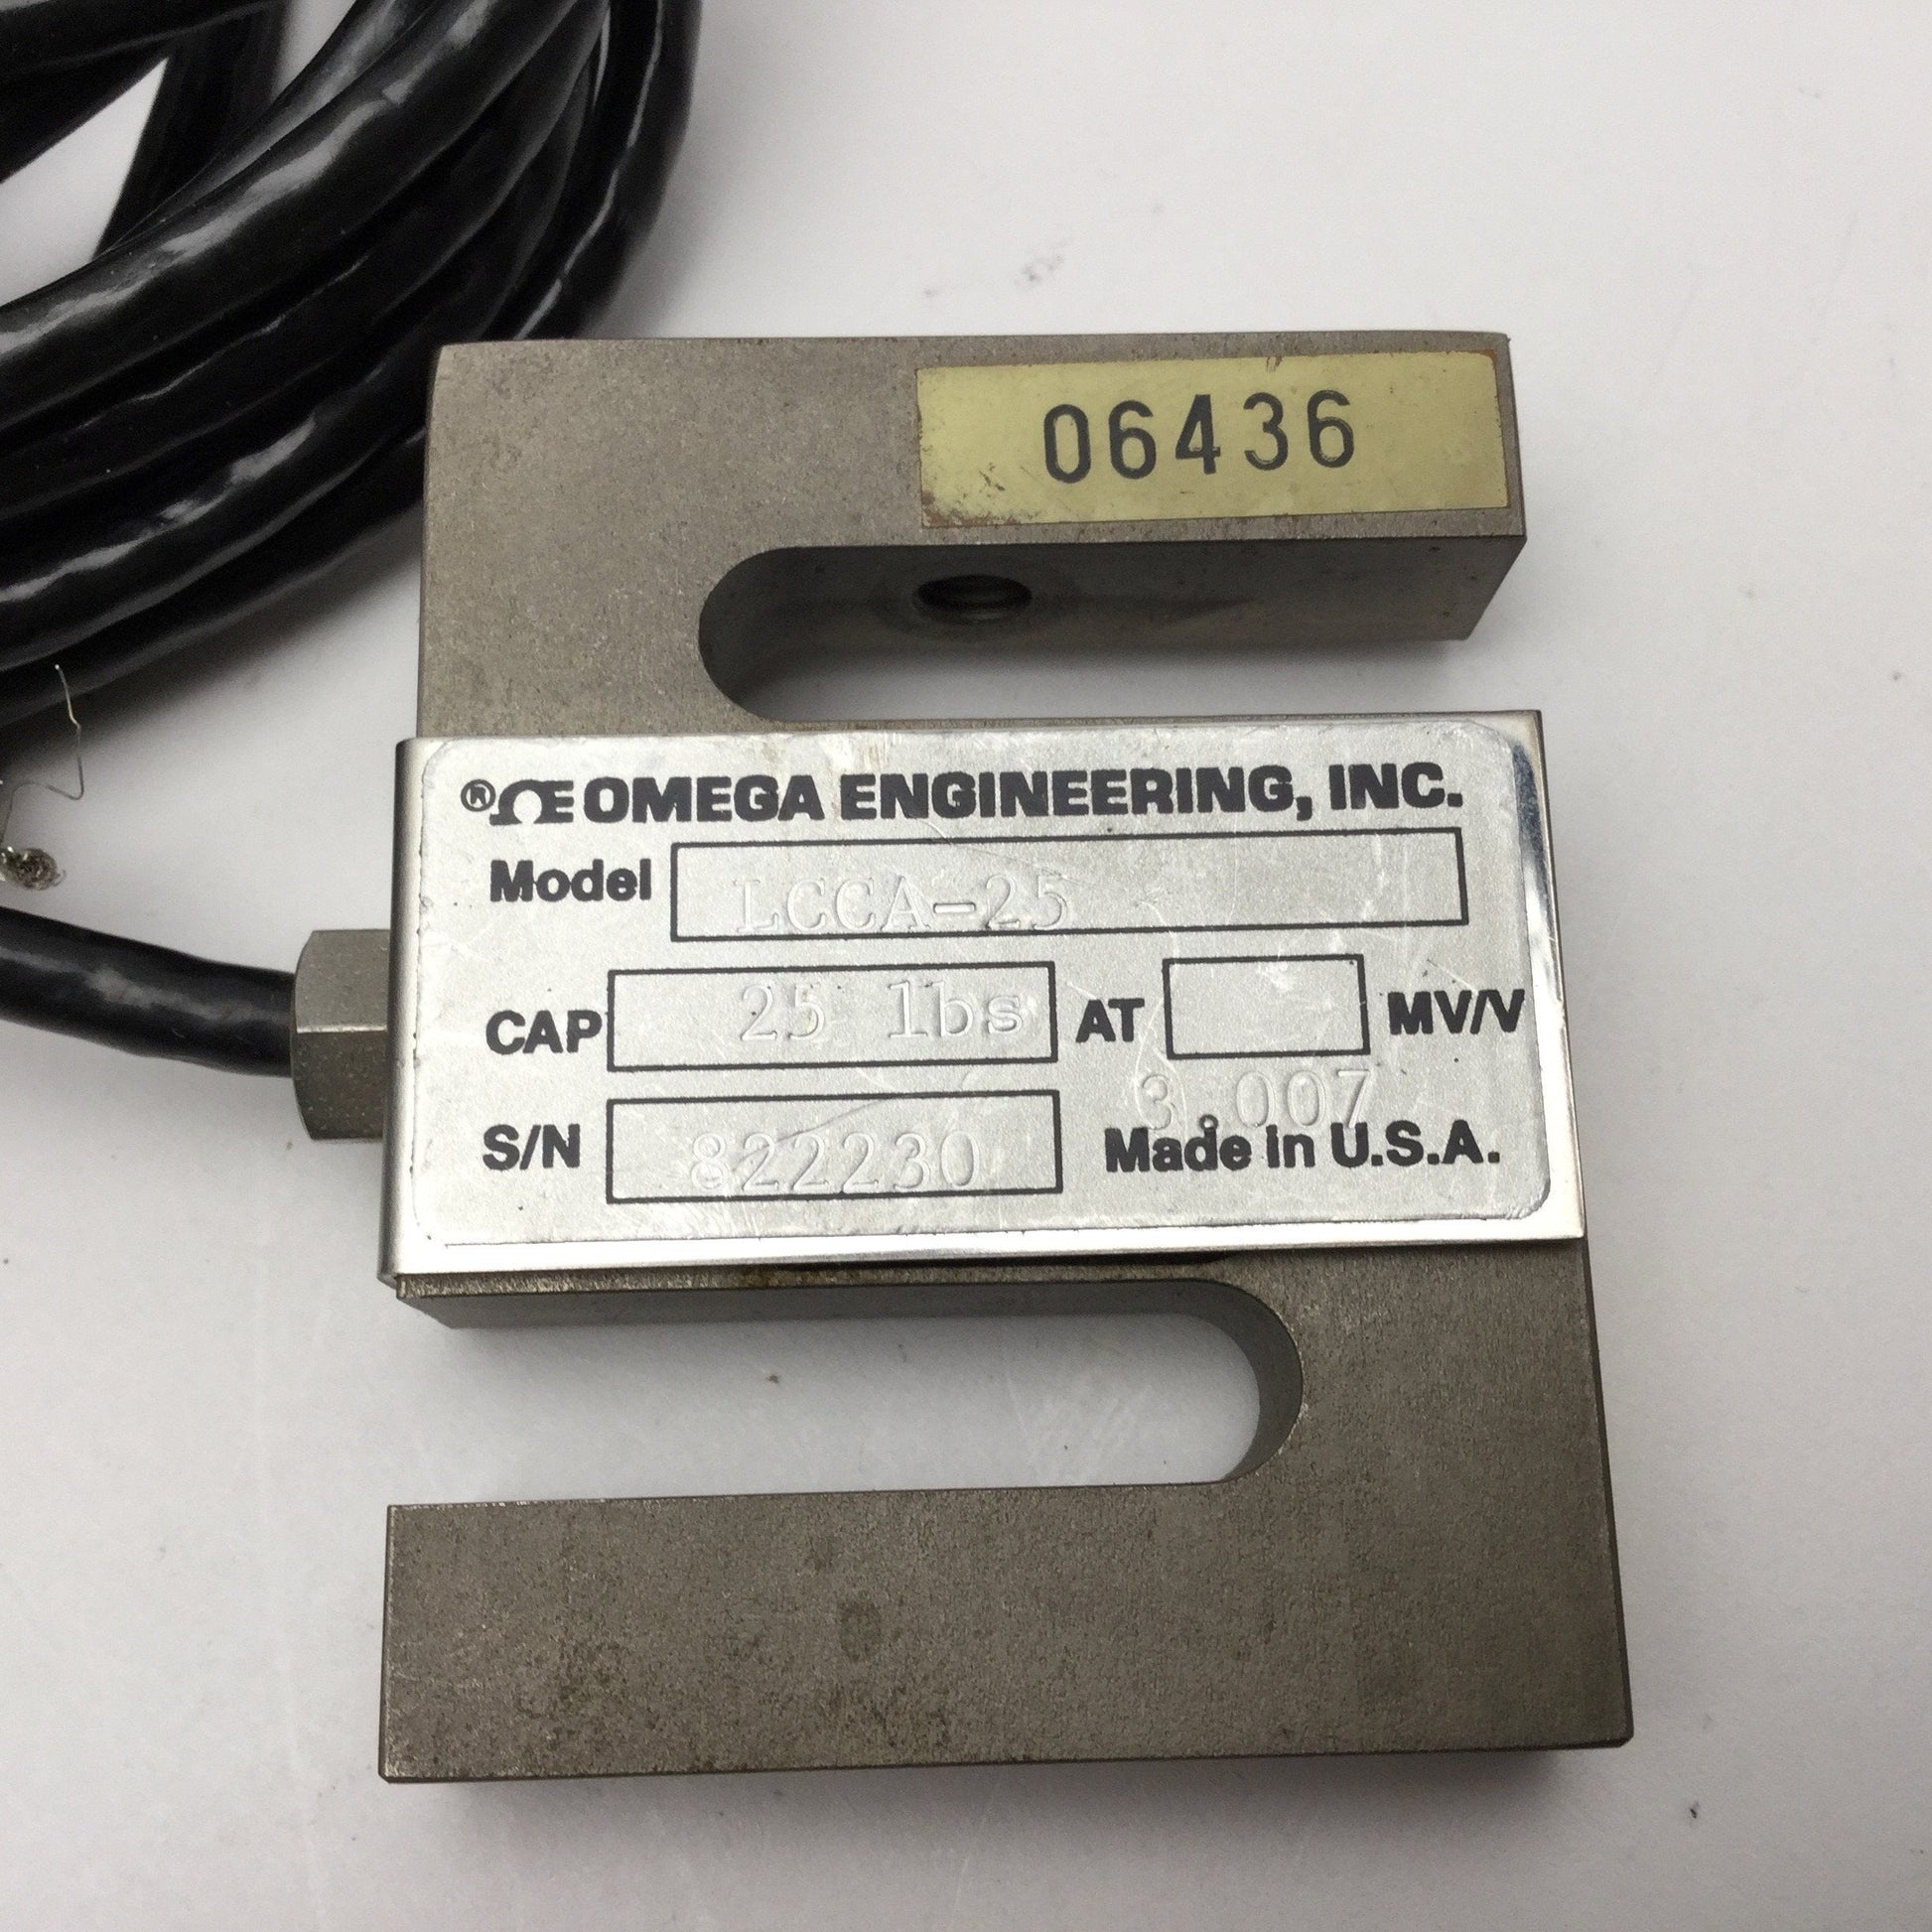 06436
®ΩE OMEGA ENGINEERING, INC.
Model LCCA-25
CAP 25 lbs AT MV/V
3.007
S/N 822230 Made in U.S.A.